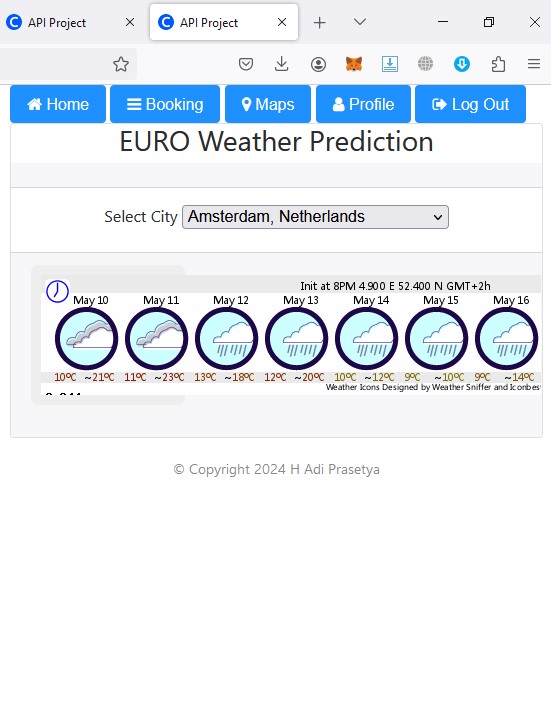 API Project
API Project
Home
Booking
Maps
Profile
Log Out
EURO Weather Prediction
Select City
Amsterdam, Netherlands
Init at 8PM 4.900 E 52.400 N GMT+2h
May 10 May 11 May 12 May 13 May 14 May 15 May 16
10ºC ~21ºC 11ºC ~23ºC 13ºC ~18ºC 12ºC ~20ºC 10ºC ~12ºC 9ºC ~10ºC 9ºC ~14ºC
Weather Icons Designed by Weather Sniffer and Iconbes
© Copyright 2024 H Adi Prasetya